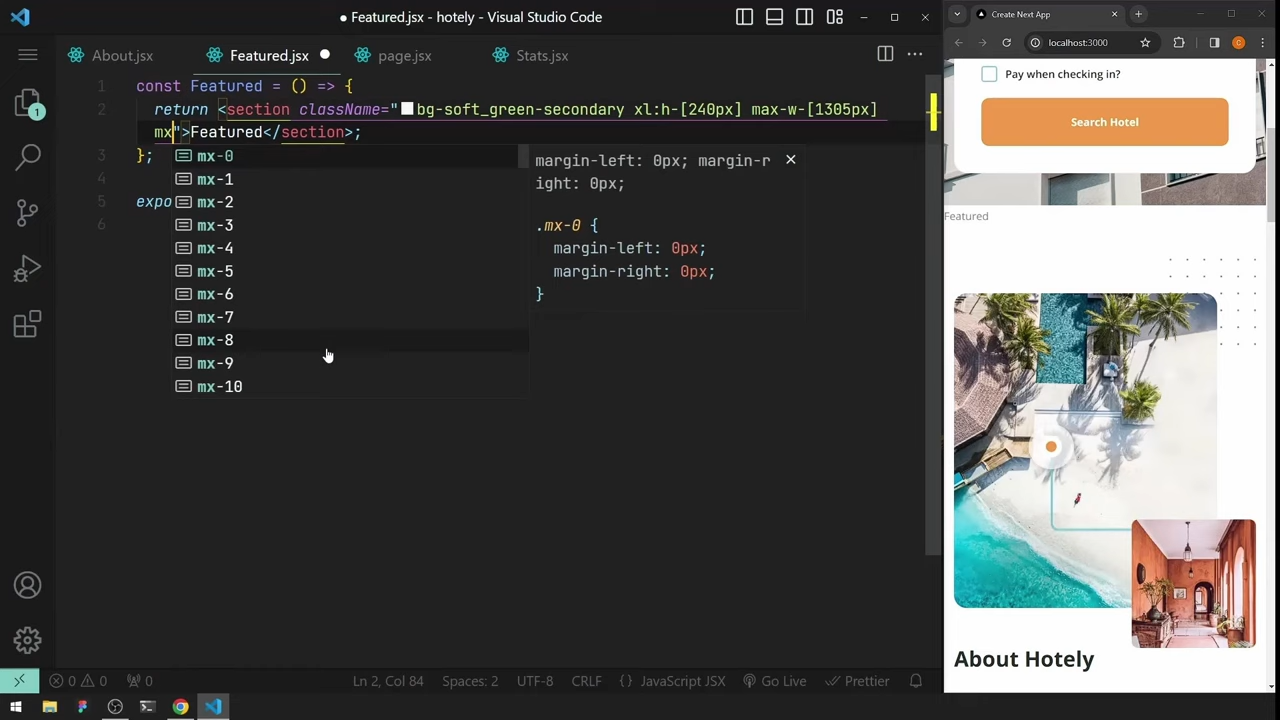 Featured.jsx - hotely - Visual Studio Code
About.jsx
Featured.jsx
page.jsx
Stats.jsx
1
const Featured = () => {
2
return <section className="bg-soft_green-secondary xl:h-[240px] max-w-[1305px]
mx">Featured</section>;
3
};
4
5
expo
6
mx-0
mx-1
mx-2
mx-3
mx-4
mx-5
mx-6
mx-7
mx-8
mx-9
mx-10
margin-left: 0px; margin-r
ight: 0px;
.mx-0 {
margin-left: 0px;
margin-right: 0px;
}
1
0
0
0
Ln 2, Col 84
Spaces: 2
UTF-8
CRLF
{} JavaScript JSX
Go Live
Prettier
Create Next App
localhost:3000
C
Pay when checking in?
Search Hotel
Featured
About Hotely